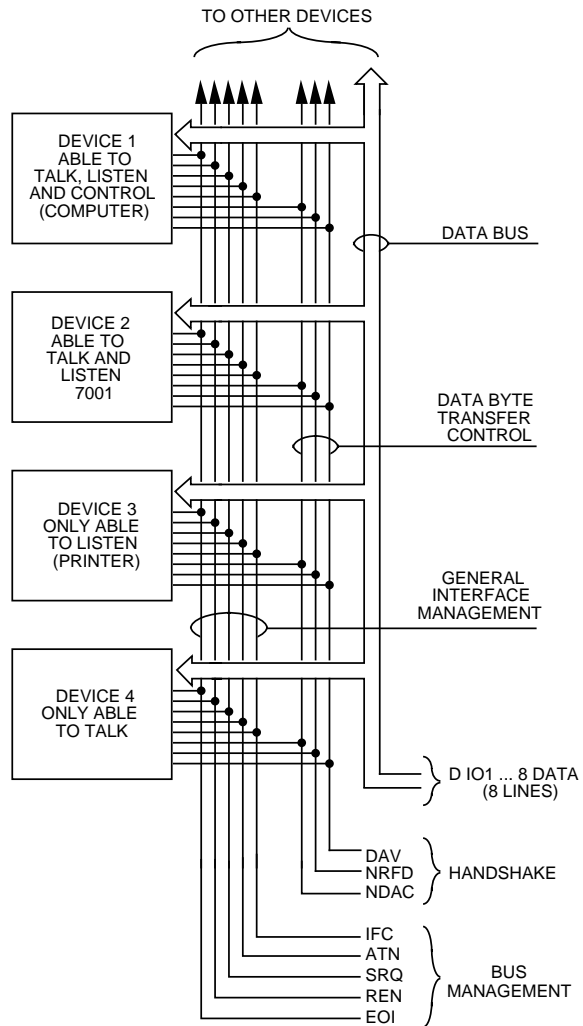 TO OTHER DEVICES
DEVICE 1
ABLE TO
TALK, LISTEN
AND CONTROL
(COMPUTER)
DATA BUS
DEVICE 2
ABLE TO
TALK AND
LISTEN
7001
DATA BYTE
TRANSFER
CONTROL
DEVICE 3
ONLY ABLE
TO LISTEN
(PRINTER)
GENERAL
INTERFACE
MANAGEMENT
DEVICE 4
ONLY ABLE
TO TALK
D IO1 ... 8 DATA
(8 LINES)
DAV
NRFD
NDAC
HANDSHAKE
IFC
ATN
SRQ
REN
EOI
BUS
MANAGEMENT